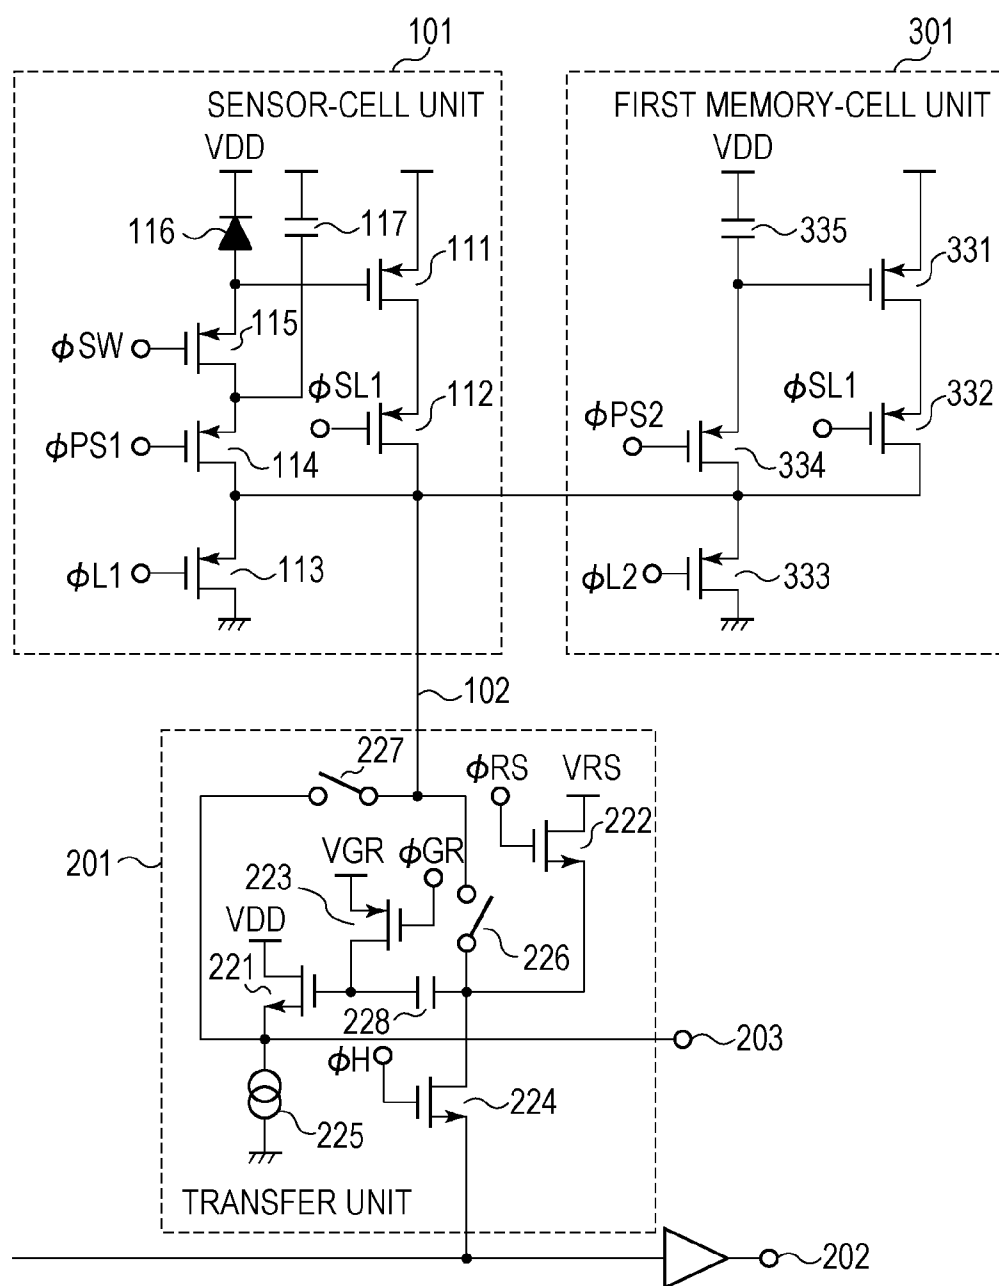 101
301
SENSOR-CELL UNIT
FIRST MEMORY-CELL UNIT
VDD
VDD
116
117
111
335
331
ϕSW
115
ϕSL1
112
ϕPS2
ϕSL1
332
ϕPS1
114
334
ϕL1
113
ϕL2
333
102
227
ϕRS
VRS
222
201
VGR
ϕGR
223
VDD
226
221
228
203
ϕH
224
225
TRANSFER UNIT
202